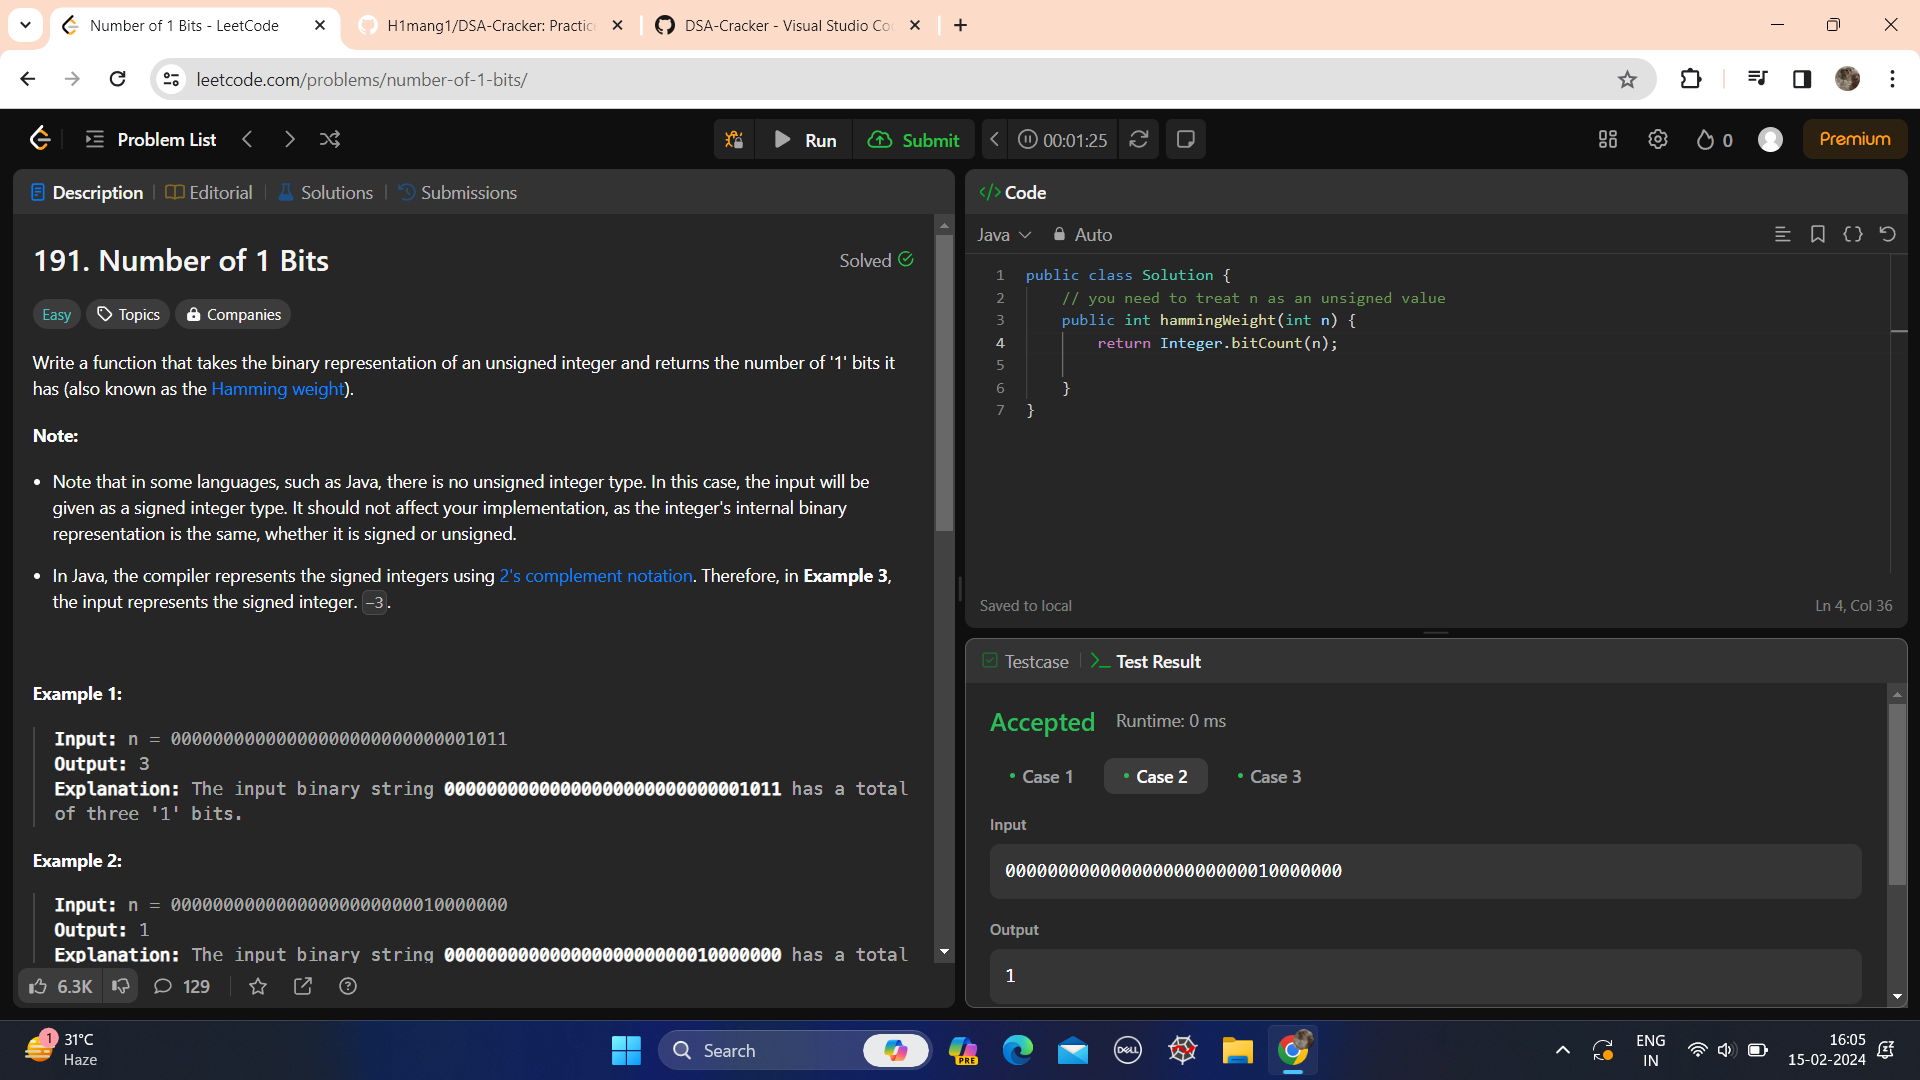 Number of 1 Bits - LeetCode
H1mang1/DSA-Cracker: Practice
DSA-Cracker - Visual Studio Co
leetcode.com/problems/number-of-1-bits/
Problem List
Run
Submit
00:01:25
0
Premium
Description
Editorial
Solutions
Submissions
191. Number of 1 Bits
Solved
Easy
Topics
Companies
Write a function that takes the binary representation of an unsigned integer and returns the number of '1' bits it
has (also known as the Hamming weight).
Note:
• Note that in some languages, such as Java, there is no unsigned integer type. In this case, the input will be
given as a signed integer type. It should not affect your implementation, as the integer's internal binary
representation is the same, whether it is signed or unsigned.
• In Java, the compiler represents the signed integers using 2's complement notation. Therefore, in Example 3,
the input represents the signed integer. -3.
Example 1:
Input: n = 00000000000000000000000000001011
Output: 3
Explanation: The input binary string 00000000000000000000000000001011 has a total
of three '1' bits.
Example 2:
Input: n = 00000000000000000000000010000000
Output: 1
Explanation: The input binary string 00000000000000000000000010000000 has a total
6.3K
129
</> Code
Java
Auto
1 public class Solution {
2 // you need to treat n as an unsigned value
3 public int hammingWeight(int n) {
4 return Integer.bitCount(n);
5
6 }
7 }
Saved to local
Ln 4, Col 36
Testcase
Test Result
Accepted
Runtime: 0 ms
• Case 1
• Case 2
• Case 3
Input
00000000000000000000000010000000
Output
1
1
31°C
Haze
Search
PRE
DELL
ENG
IN
16:05
15-02-2024